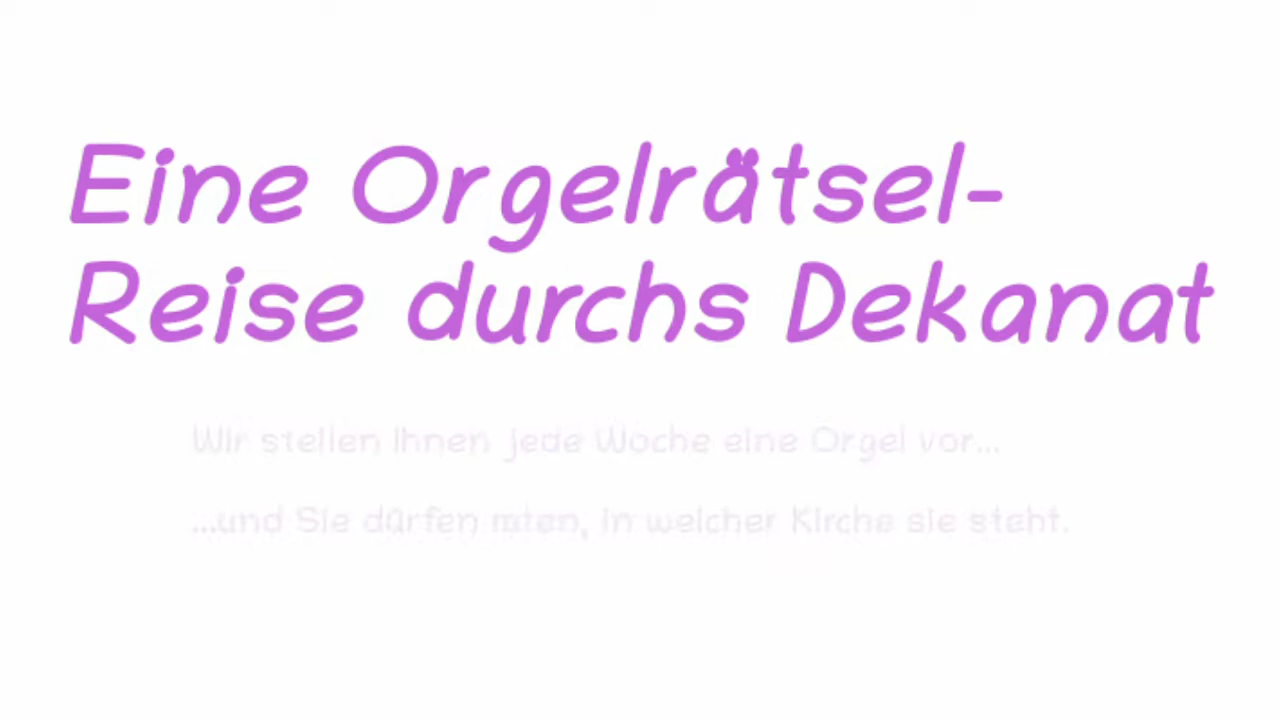 Eine Orgelrätsel-
Reise durchs Dekanat
Wir stellen Ihnen jede Woche eine Orgel vor...
...und Sie dürfen raten, in welcher Kirche sie steht.